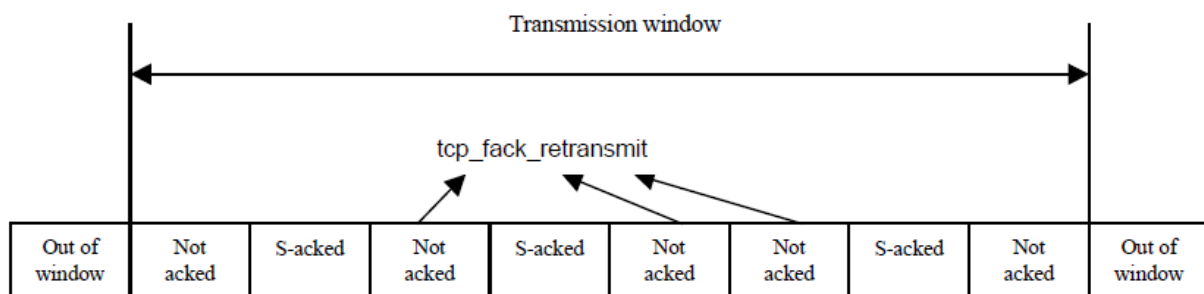 Transmission window
tcp_fack_retransmit
Out of window
Not acked
S-acked
Not acked
S-acked
Not acked
Not acked
S-acked
Not acked
Out of window